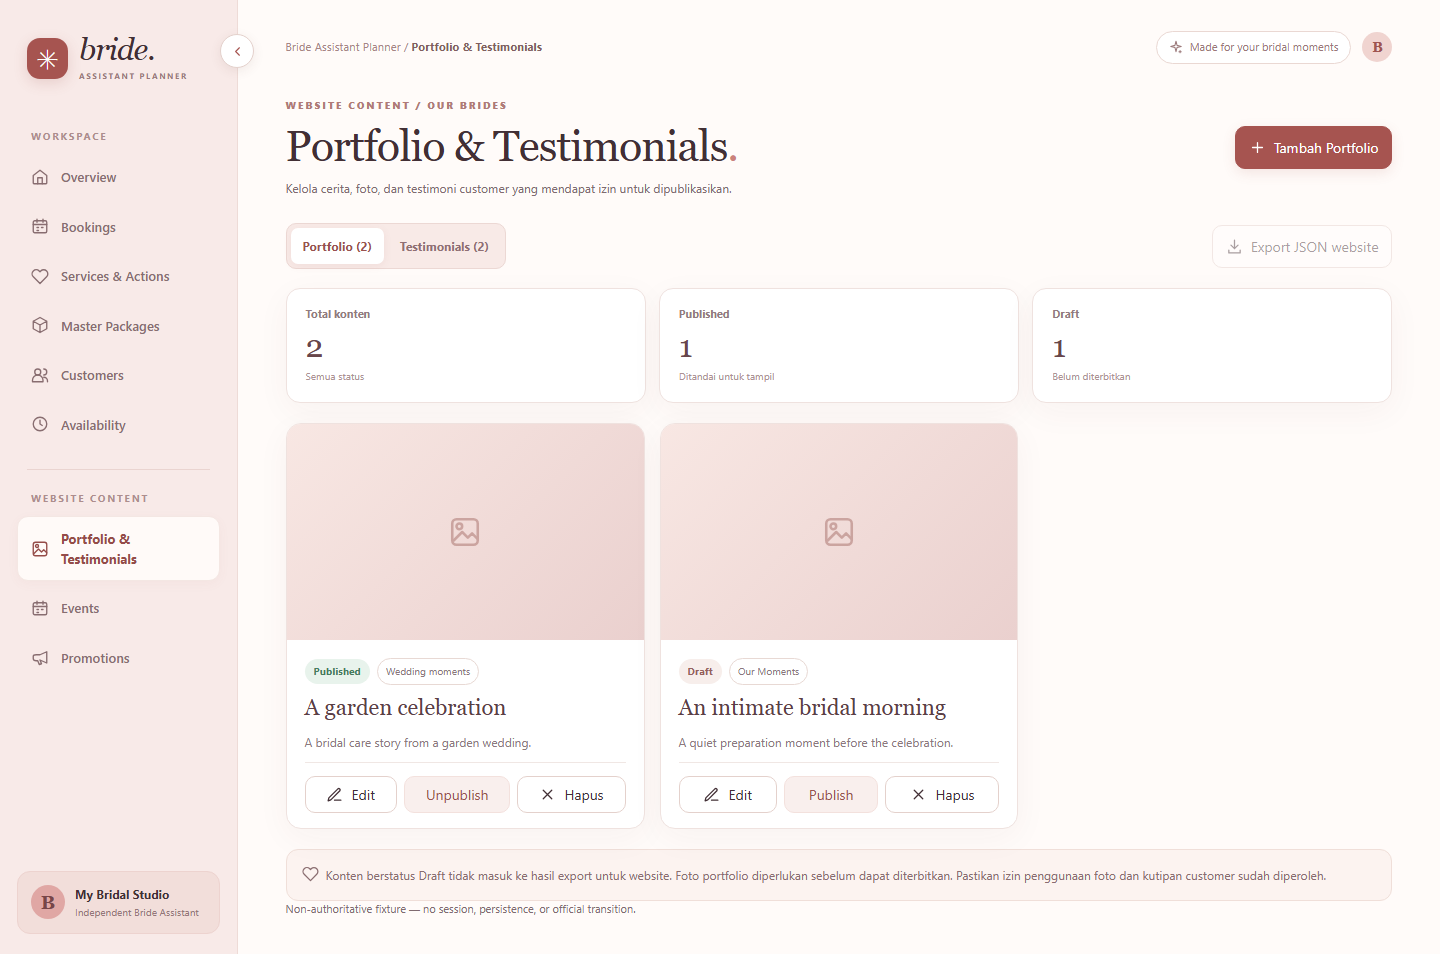 bride.
ASSISTANT PLANNER
WORKSPACE
Overview
Bookings
Services & Actions
Master Packages
Customers
Availability
WEBSITE CONTENT
Portfolio &
Testimonials
Events
Promotions
B
My Bridal Studio
Independent Bride Assistant
Bride Assistant Planner / Portfolio & Testimonials
Made for your bridal moments
B
WEBSITE CONTENT / OUR BRIDES
Portfolio & Testimonials.
Kelola cerita, foto, dan testimoni customer yang mendapat izin untuk dipublikasikan.
Tambah Portfolio
Portfolio (2)
Testimonials (2)
Export JSON website
Total konten
2
Semua status
Published
1
Ditandai untuk tampil
Draft
1
Belum diterbitkan
Published
Wedding moments
A garden celebration
A bridal care story from a garden wedding.
Edit
Unpublish
Hapus
Draft
Our Moments
An intimate bridal morning
A quiet preparation moment before the celebration.
Edit
Publish
Hapus
Konten berstatus Draft tidak masuk ke hasil export untuk website. Foto portfolio diperlukan sebelum dapat diterbitkan. Pastikan izin penggunaan foto dan kutipan customer sudah diperoleh.
Non-authoritative fixture — no session, persistence, or official transition.